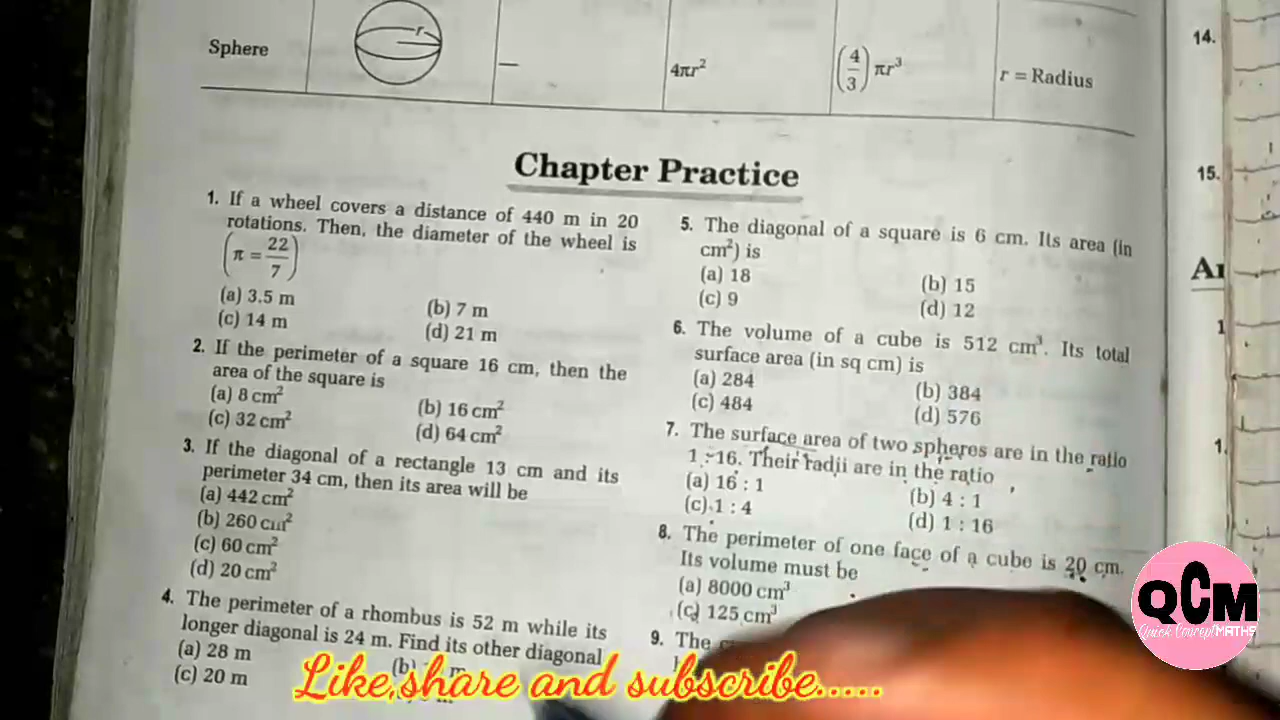 Sphere
r
—
4πr²
(4/3) πr³
r = Radius
Chapter Practice
1. If a wheel covers a distance of 440 m in 20
rotations. Then, the diameter of the wheel is
(π = 22/7)
(a) 3.5 m (b) 7 m
(c) 14 m (d) 21 m
2. If the perimeter of a square 16 cm, then the
area of the square is
(a) 8 cm² (b) 16 cm²
(c) 32 cm² (d) 64 cm²
3. If the diagonal of a rectangle 13 cm and its
perimeter 34 cm, then its area will be
(a) 442 cm²
(b) 260 cm²
(c) 60 cm²
(d) 20 cm²
4. The perimeter of a rhombus is 52 m while its
longer diagonal is 24 m. Find its other diagonal
(a) 28 m (b)
(c) 20 m
5. The diagonal of a square is 6 cm. Its area (in
cm²) is
(a) 18 (b) 15
(c) 9 (d) 12
6. The volume of a cube is 512 cm³. Its total
surface area (in sq cm) is
(a) 284 (b) 384
(c) 484 (d) 576
7. The surface area of two spheres are in the ratio
1 : 16. Their radii are in the ratio
(a) 16 : 1 (b) 4 : 1
(c) 1 : 4 (d) 1 : 16
8. The perimeter of one face of a cube is 20 cm.
Its volume must be
(a) 8000 cm³
(c) 125 cm³
9. The
14.
15.
1.
QCM
Quick Concept MATHS
Like,share and subscribe.....